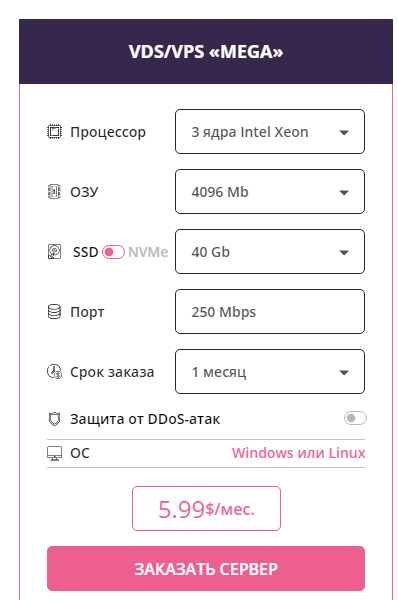 VDS/VPS «MEGA»
Процессор 3 ядра Intel Xeon
ОЗУ 4096 Mb
SSD NVMe 40 Gb
Порт 250 Mbps
Срок заказа 1 месяц
Защита от DDoS-атак
ОС Windows или Linux
5.99$/мес.
ЗАКАЗАТЬ СЕРВЕР